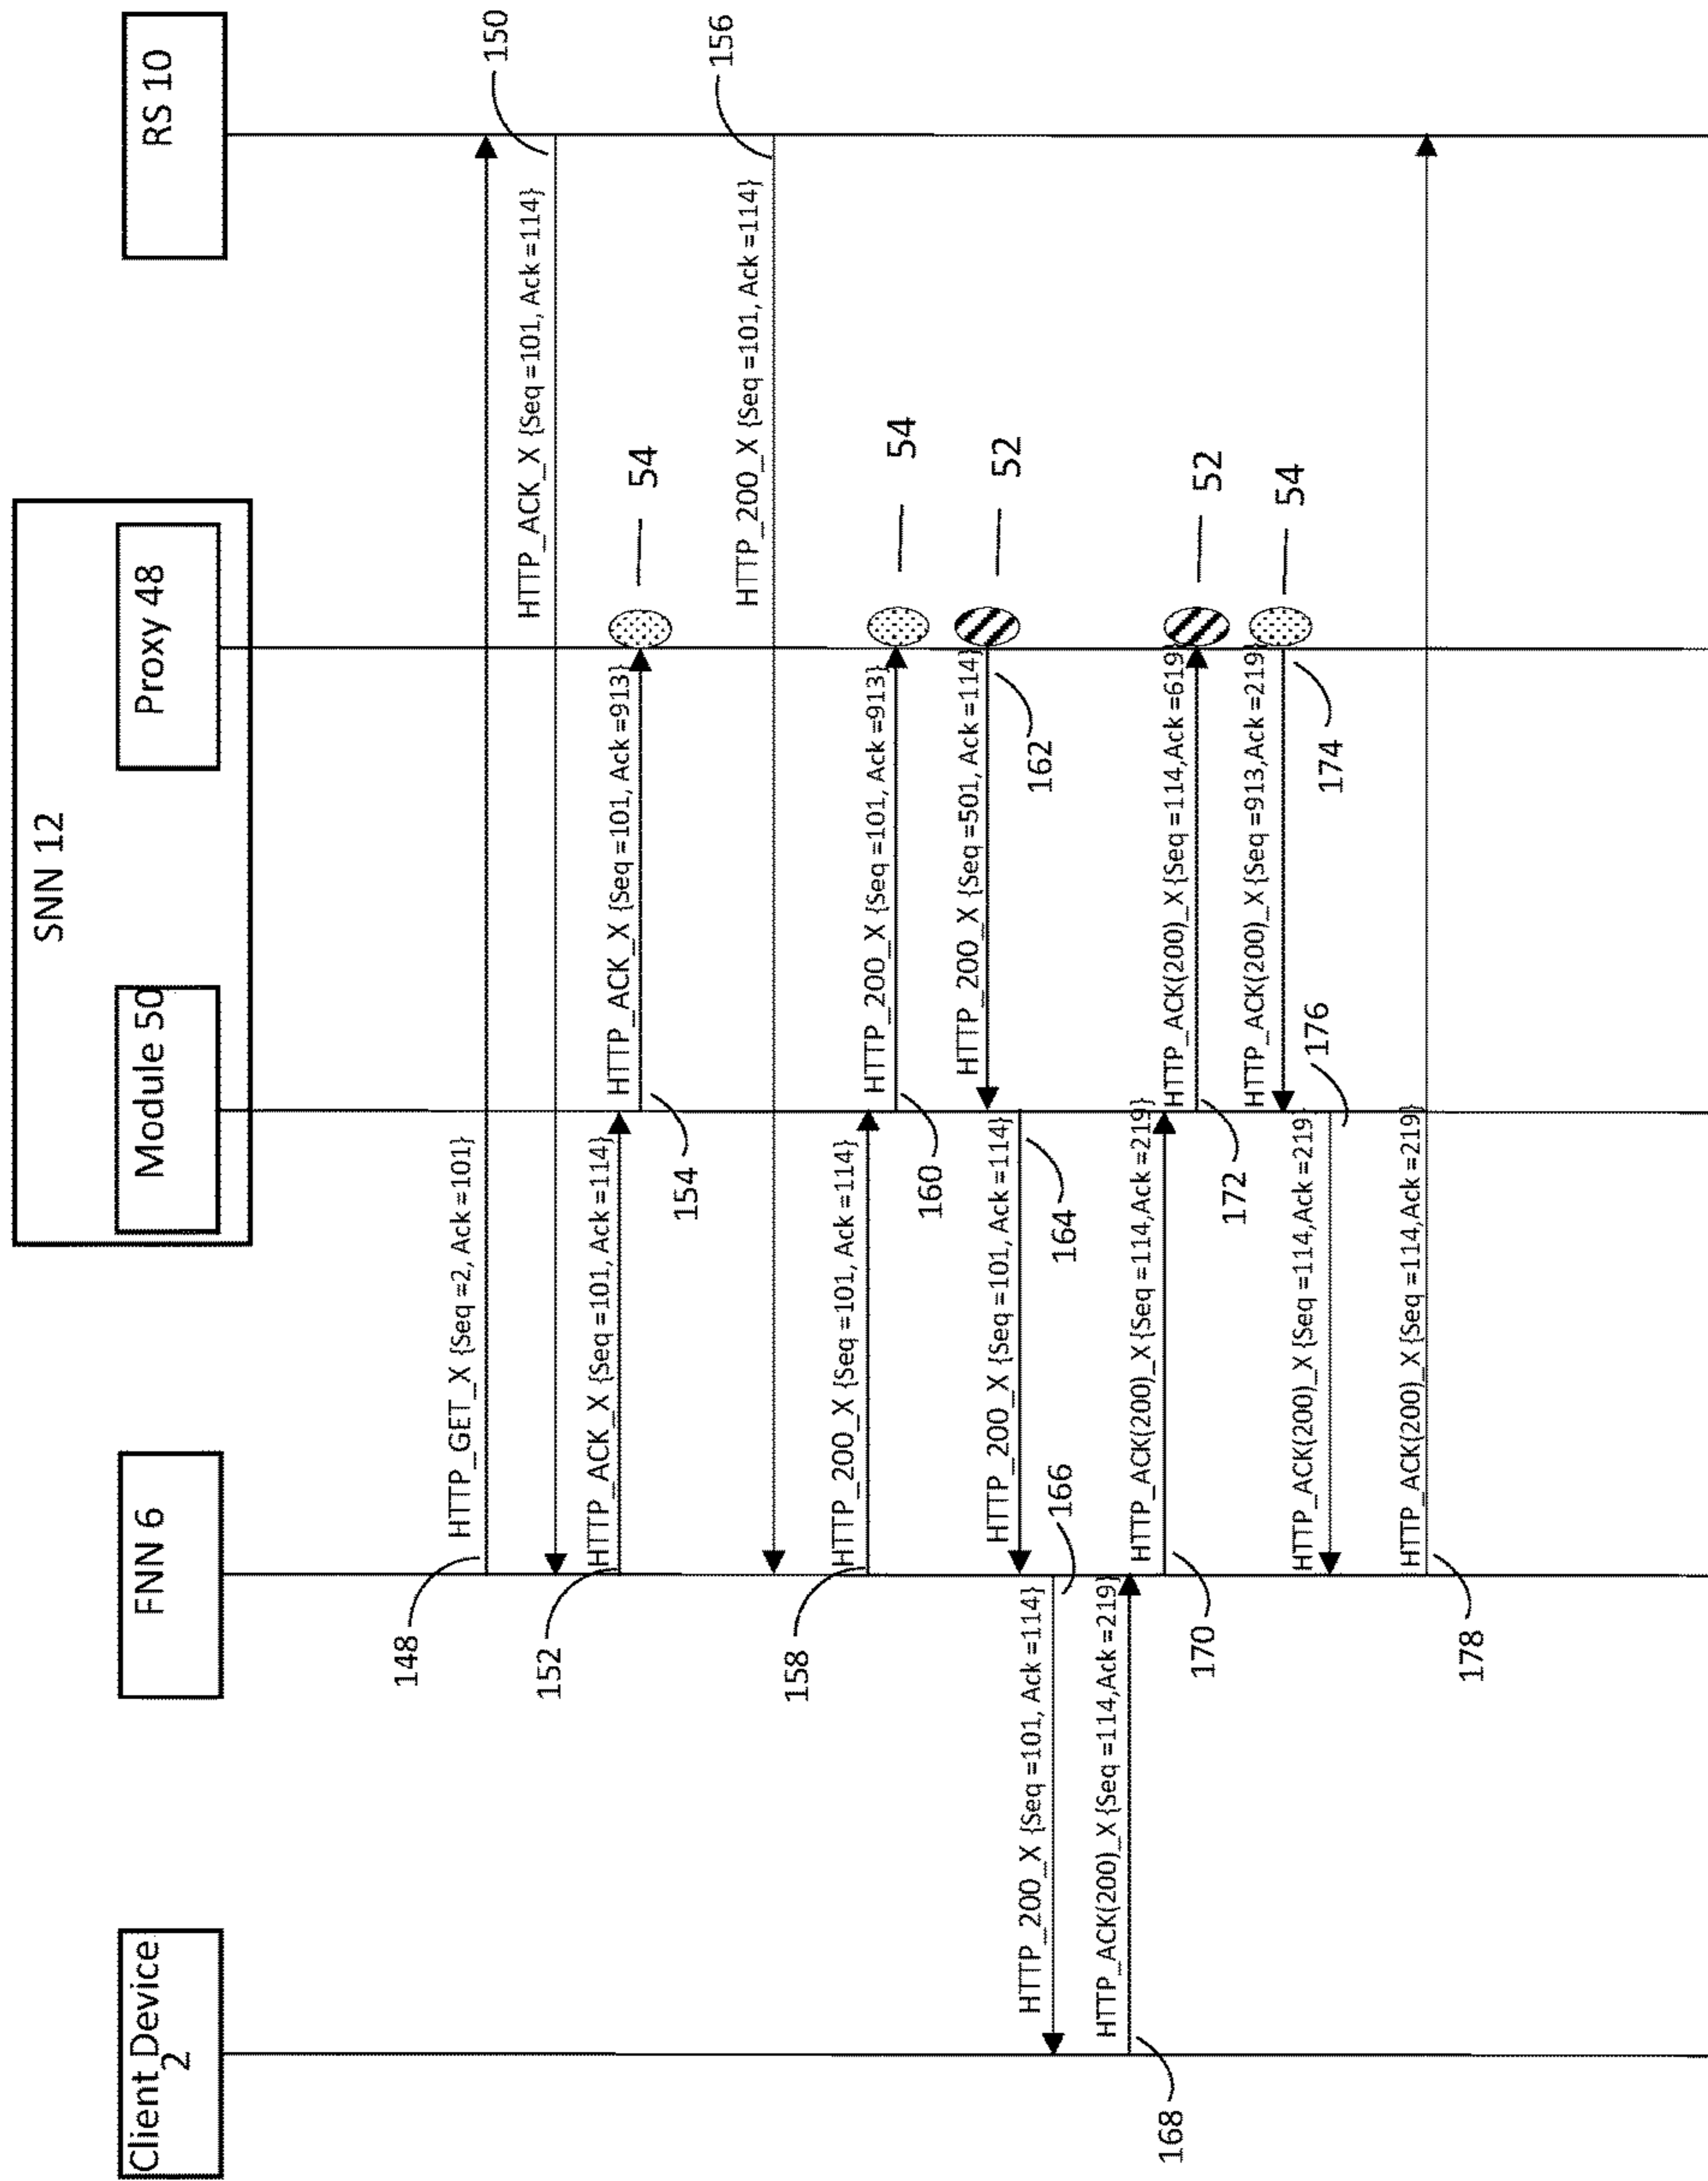 SNN 12
Client Device
2
FNN 6
Module 50
Proxy 48
RS 10
148
HTTP_GET_X {Seq =2, Ack =101}
150
HTTP_ACK_X {Seq =101, Ack =114}
152
HTTP_ACK_X {Seq =101, Ack =114}
154
HTTP_ACK_X {Seq =101, Ack =913}
54
156
HTTP_200_X {Seq =101, Ack =114}
158
HTTP_200_X {Seq =101, Ack =114}
160
HTTP_200_X {Seq =101, Ack =913}
54
HTTP_200_X {Seq =501, Ack =114}
52
162
HTTP_200_X {Seq =101, Ack =114}
164
HTTP_200_X {Seq =101, Ack =114}
166
HTTP_ACK(200)_X {Seq =114,Ack =219}
168
HTTP_ACK(200)_X {Seq =114,Ack =219}
170
HTTP_ACK(200)_X {Seq =114,Ack =619}
52
172
HTTP_ACK(200)_X {Seq =913,Ack =219}
54
174
HTTP_ACK(200)_X {Seq =114,Ack =219}
176
HTTP_ACK(200)_X {Seq =114,Ack =219}
178